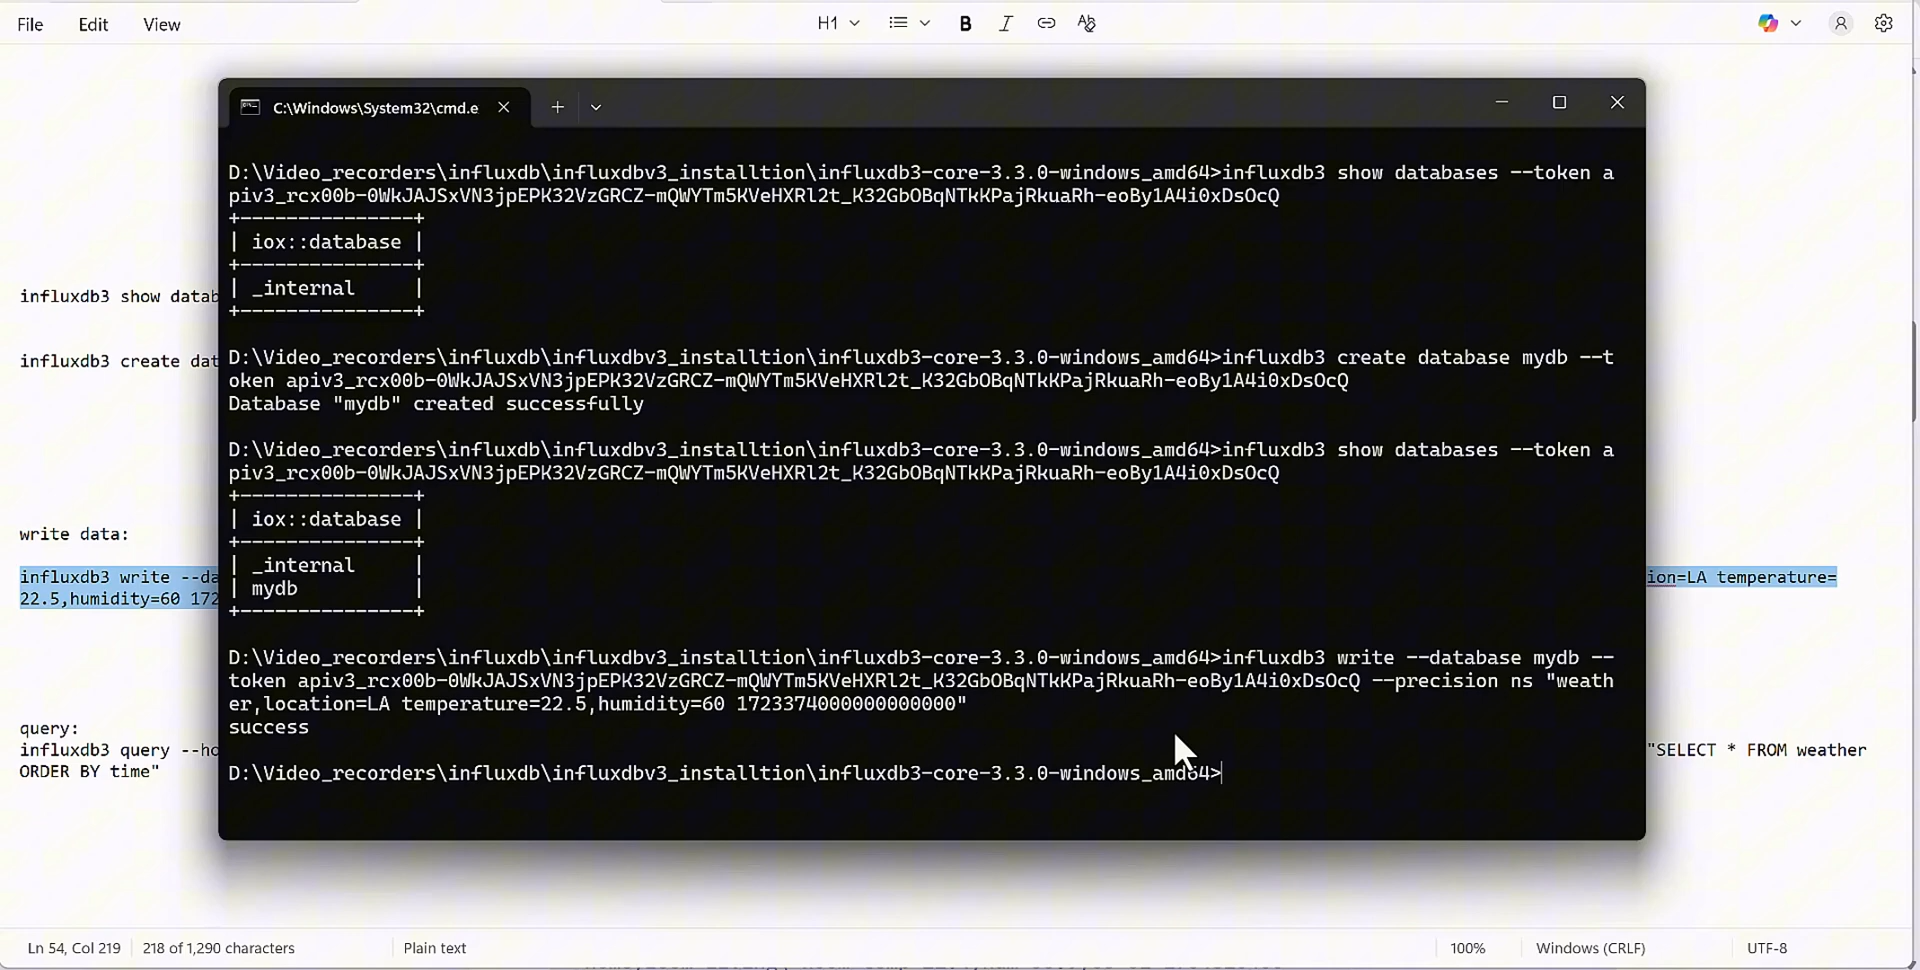 File Edit View H1 B I
C:\Windows\System32\cmd.e
D:\Video_recorders\influxdb\influxdbv3_installtion\influxdb3-core-3.3.0-windows_amd64>influxdb3 show databases --token a
piv3_rcx00b-0WkJAJSxVN3jpEPK32VzGRCZ-mQWYTm5KVeHXRl2t_K32GbOBqNTkKPajRkuaRh-eoBy1A4i0xDsOcQ
+---------------+
| iox::database |
+---------------+
| _internal     |
+---------------+
D:\Video_recorders\influxdb\influxdbv3_installtion\influxdb3-core-3.3.0-windows_amd64>influxdb3 create database mydb --t
oken apiv3_rcx00b-0WkJAJSxVN3jpEPK32VzGRCZ-mQWYTm5KVeHXRl2t_K32GbOBqNTkKPajRkuaRh-eoBy1A4i0xDsOcQ
Database "mydb" created successfully
D:\Video_recorders\influxdb\influxdbv3_installtion\influxdb3-core-3.3.0-windows_amd64>influxdb3 show databases --token a
piv3_rcx00b-0WkJAJSxVN3jpEPK32VzGRCZ-mQWYTm5KVeHXRl2t_K32GbOBqNTkKPajRkuaRh-eoBy1A4i0xDsOcQ
+---------------+
| iox::database |
+---------------+
| _internal     |
| mydb          |
+---------------+
D:\Video_recorders\influxdb\influxdbv3_installtion\influxdb3-core-3.3.0-windows_amd64>influxdb3 write --database mydb --
token apiv3_rcx00b-0WkJAJSxVN3jpEPK32VzGRCZ-mQWYTm5KVeHXRl2t_K32GbOBqNTkKPajRkuaRh-eoBy1A4i0xDsOcQ --precision ns "weath
er,location=LA temperature=22.5,humidity=60 1723374000000000000"
success
D:\Video_recorders\influxdb\influxdbv3_installtion\influxdb3-core-3.3.0-windows_amd64>
influxdb3 show datab
influxdb3 create dat
write data:
influxdb3 write --da ion=LA temperature=
22.5,humidity=60 172
query:
influxdb3 query --ho "SELECT * FROM weather
ORDER BY time"
Ln 54, Col 219 218 of 1,290 characters Plain text 100% Windows (CRLF) UTF-8